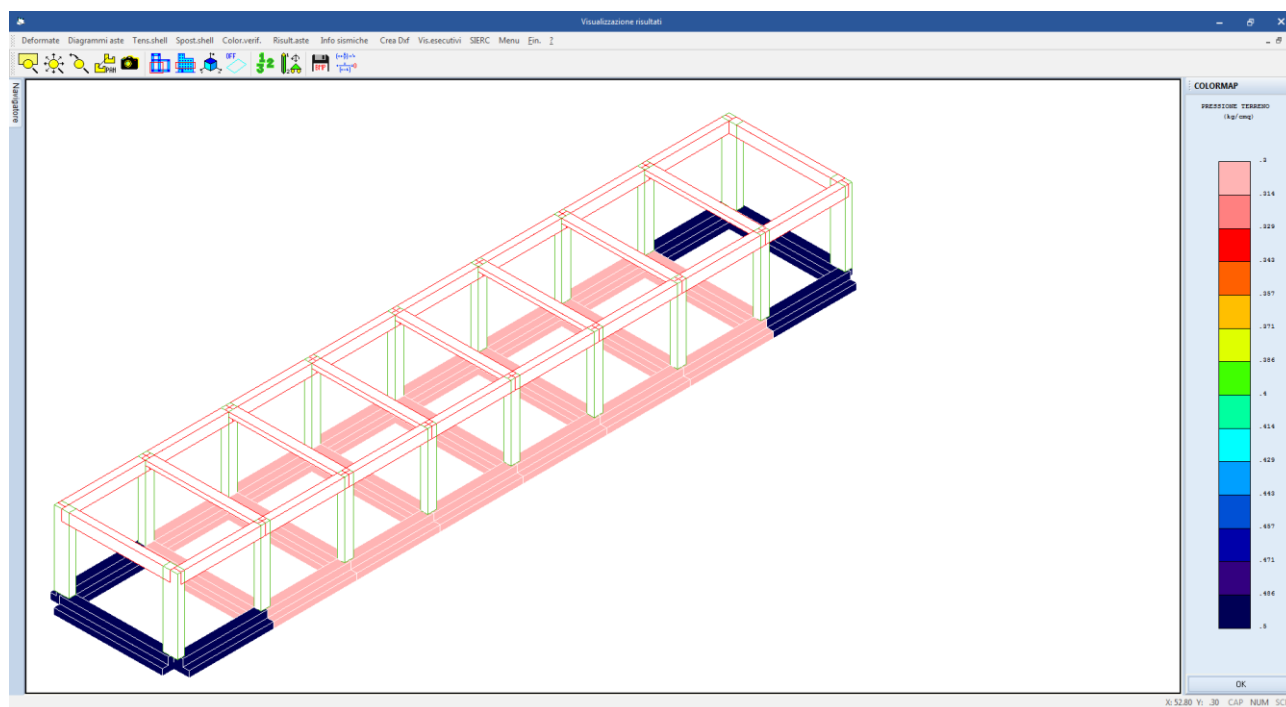 Visualizzazione risultati
Deformate Diagrammi aste Tens.shell Spost.shell Color.verif. Risult.aste Info sismiche Crea Dxf Vis.esecutivi SIERC Menu Fin. ?
OFF
PAN
Navigatore
COLORMAP
PRESSIONE TERRENO
(kg/cmq)
.3
.314
.329
.343
.357
.371
.386
.4
.414
.429
.443
.457
.471
.486
.5
OK
X: 52.80 Y: .30 CAP NUM